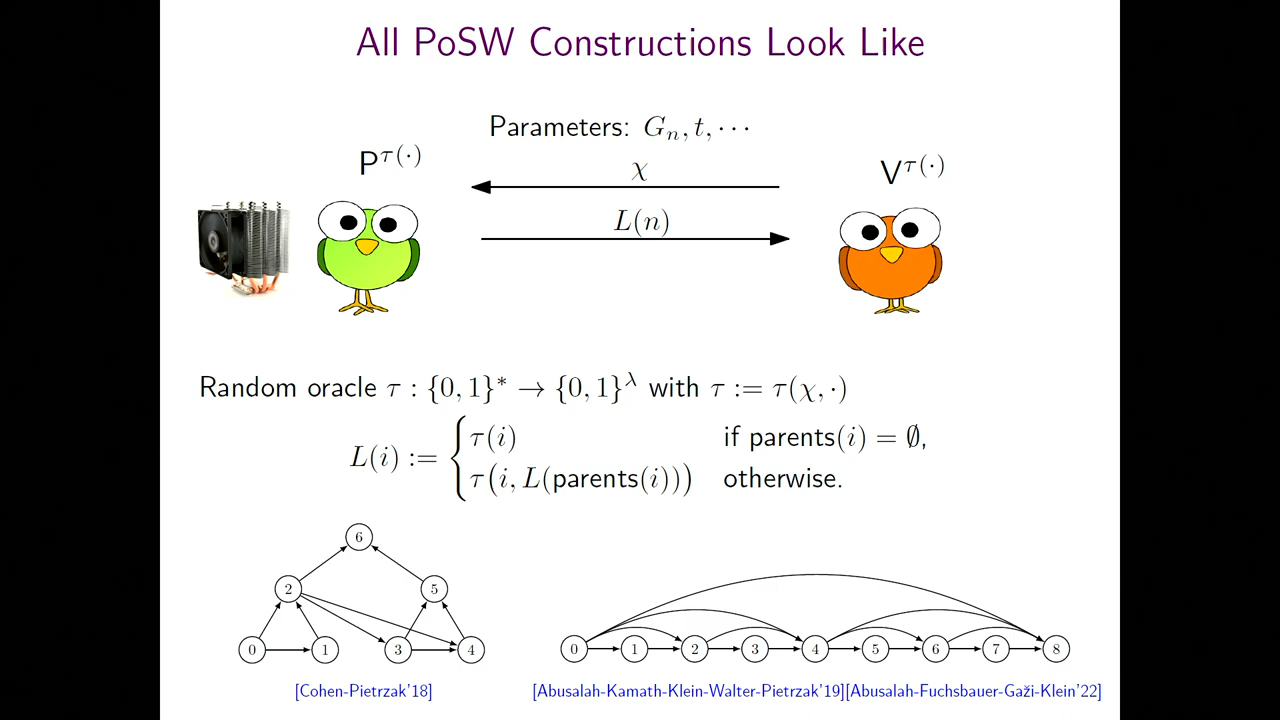 All PoSW Constructions Look Like
Parameters: Gₙ, t, ⋯
P^τ(·)
χ
V^τ(·)
L(n)
Random oracle τ : {0, 1}* → {0, 1}^λ with τ := τ(χ, ·)
L(i) := { τ(i) if parents(i) = ∅,
τ(i, L(parents(i))) otherwise.
6
2 5
0 1 3 4
0 1 2 3 4 5 6 7 8
[Cohen-Pietrzak'18]
[Abusalah-Kamath-Klein-Walter-Pietrzak'19][Abusalah-Fuchsbauer-Gaži-Klein'22]